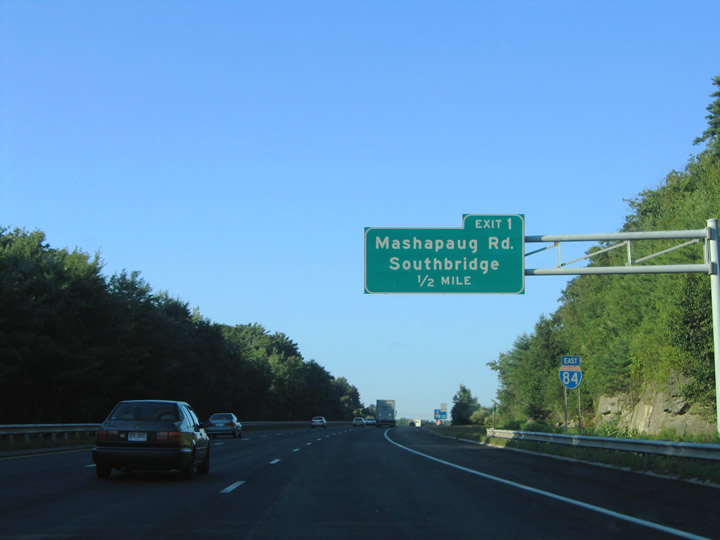 EXIT 1
Mashapaug Rd.
Southbridge
1/2 MILE
EAST
84